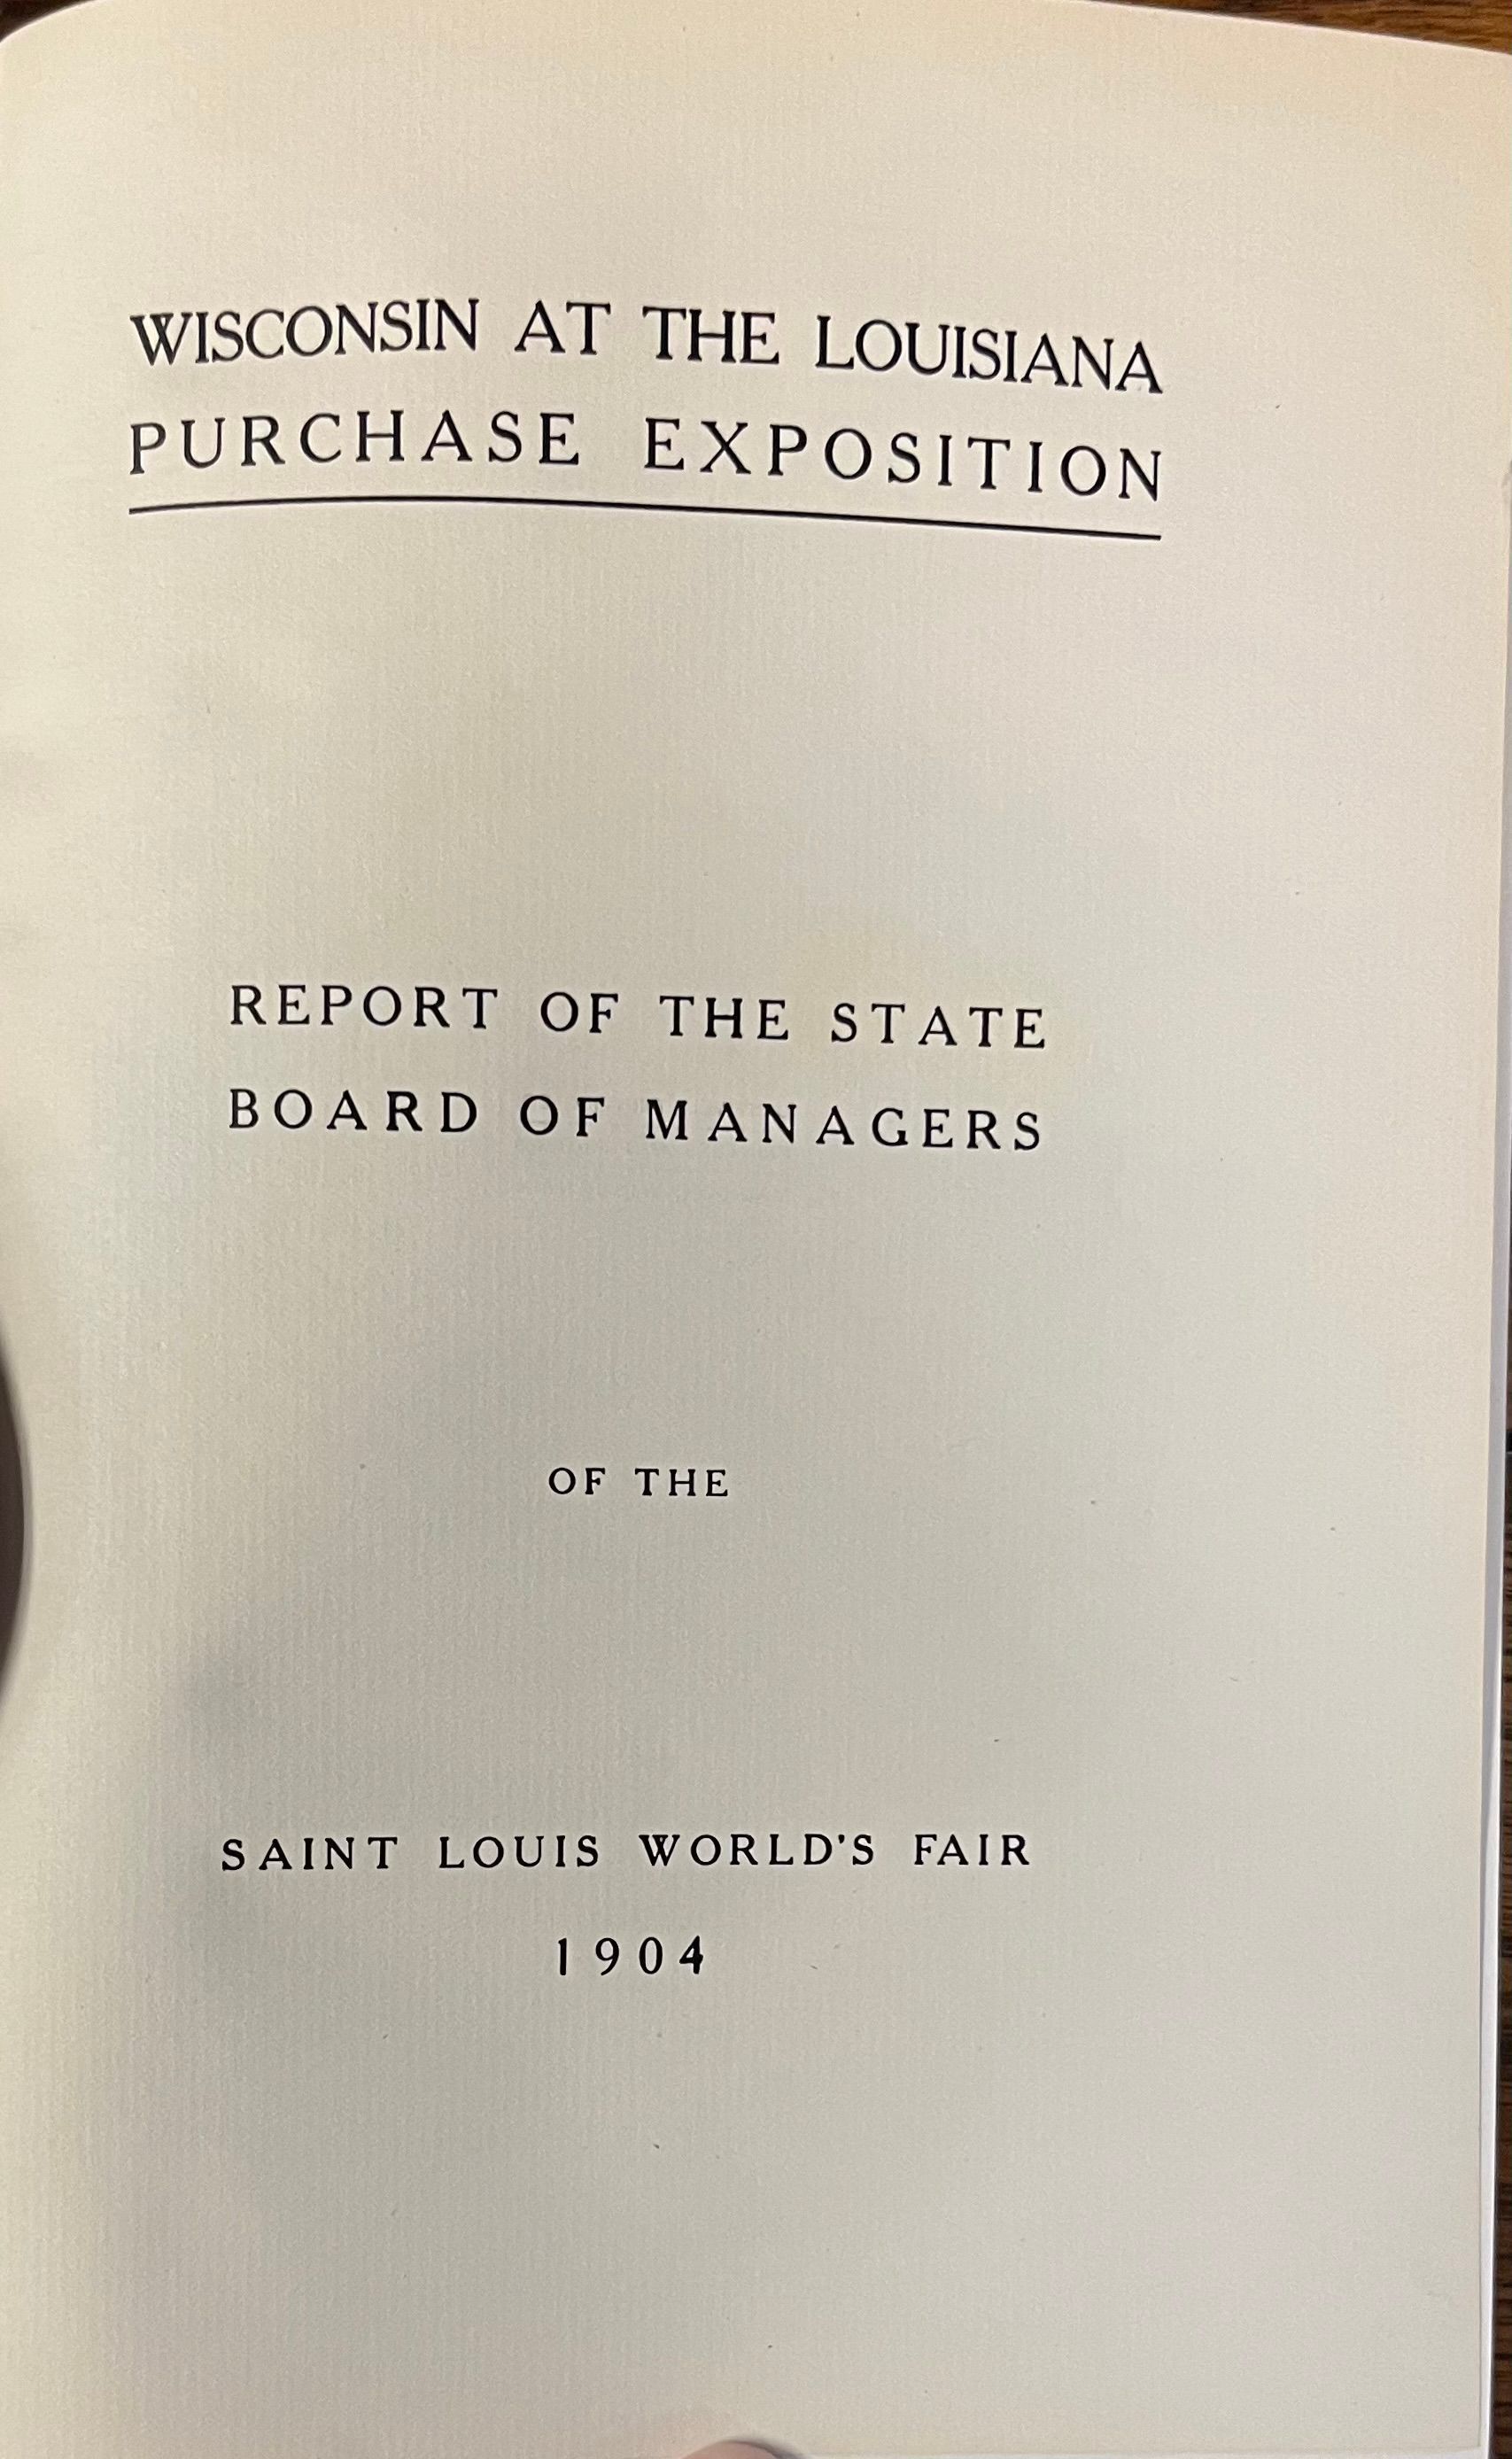 WISCONSIN AT THE LOUISIANA
PURCHASE EXPOSITION
REPORT OF THE STATE
BOARD OF MANAGERS
OF THE
SAINT LOUIS WORLD'S FAIR
1904